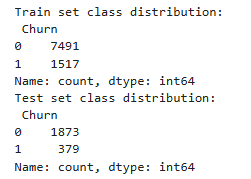 Train set class distribution:
Churn
0    7491
1    1517
Name: count, dtype: int64
Test set class distribution:
Churn
0    1873
1     379
Name: count, dtype: int64